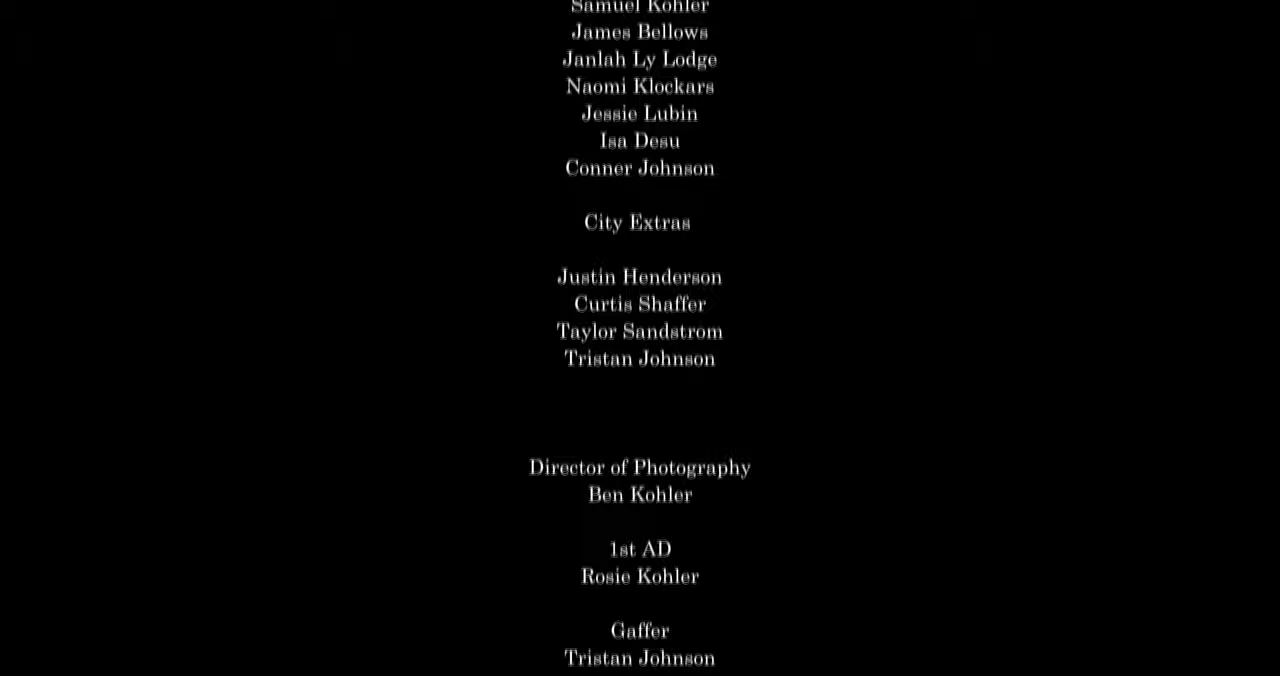 Samuel Kohler
James Bellows
Janlah Ly Lodge
Naomi Klockars
Jessie Lubin
Isa Desu
Conner Johnson
City Extras
Justin Henderson
Curtis Shaffer
Taylor Sandstrom
Tristan Johnson
Director of Photography
Ben Kohler
1st AD
Rosie Kohler
Gaffer
Tristan Johnson